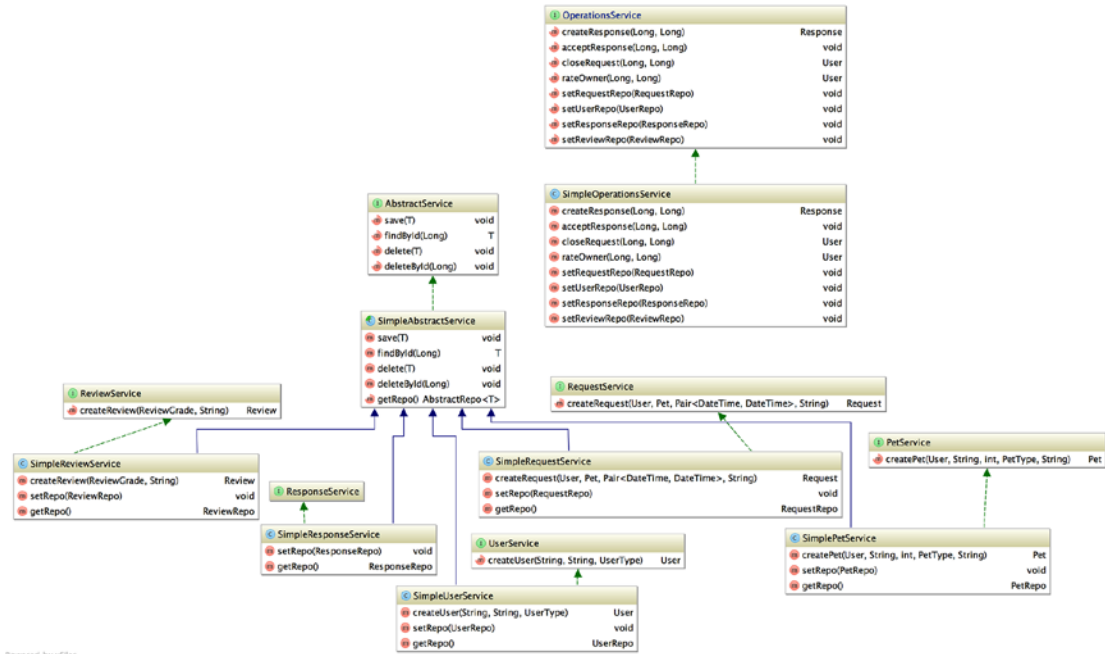 OperationsService
createResponse(Long, Long) Response
acceptResponse(Long, Long) void
closeRequest(Long, Long) User
rateOwner(Long, Long) User
setRequestRepo(RequestRepo) void
setUserRepo(UserRepo) void
setResponseRepo(ResponseRepo) void
setReviewRepo(ReviewRepo) void
SimpleOperationsService
createResponse(Long, Long) Response
acceptResponse(Long, Long) void
closeRequest(Long, Long) User
rateOwner(Long, Long) User
setRequestRepo(RequestRepo) void
setUserRepo(UserRepo) void
setResponseRepo(ResponseRepo) void
setReviewRepo(ReviewRepo) void
AbstractService
save(T) void
findById(Long) T
delete(T) void
deleteById(Long) void
SimpleAbstractService
save(T) void
findById(Long) T
delete(T) void
deleteById(Long) void
getRepo() AbstractRepo<T>
ReviewService
createReview(ReviewGrade, String) Review
RequestService
createRequest(User, Pet, Pair<DateTime, DateTime>, String) Request
PetService
createPet(User, String, int, PetType, String) Pet
SimpleReviewService
createReview(ReviewGrade, String) Review
setRepo(ReviewRepo) void
getRepo() ReviewRepo
SimpleRequestService
createRequest(User, Pet, Pair<DateTime, DateTime>, String) Request
setRepo(RequestRepo) void
getRepo() RequestRepo
ResponseService
SimpleResponseService
setRepo(ResponseRepo) void
getRepo() ResponseRepo
UserService
createUser(String, String, UserType) User
SimplePetService
createPet(User, String, int, PetType, String) Pet
setRepo(PetRepo) void
getRepo() PetRepo
SimpleUserService
createUser(String, String, UserType) User
setRepo(UserRepo) void
getRepo() UserRepo